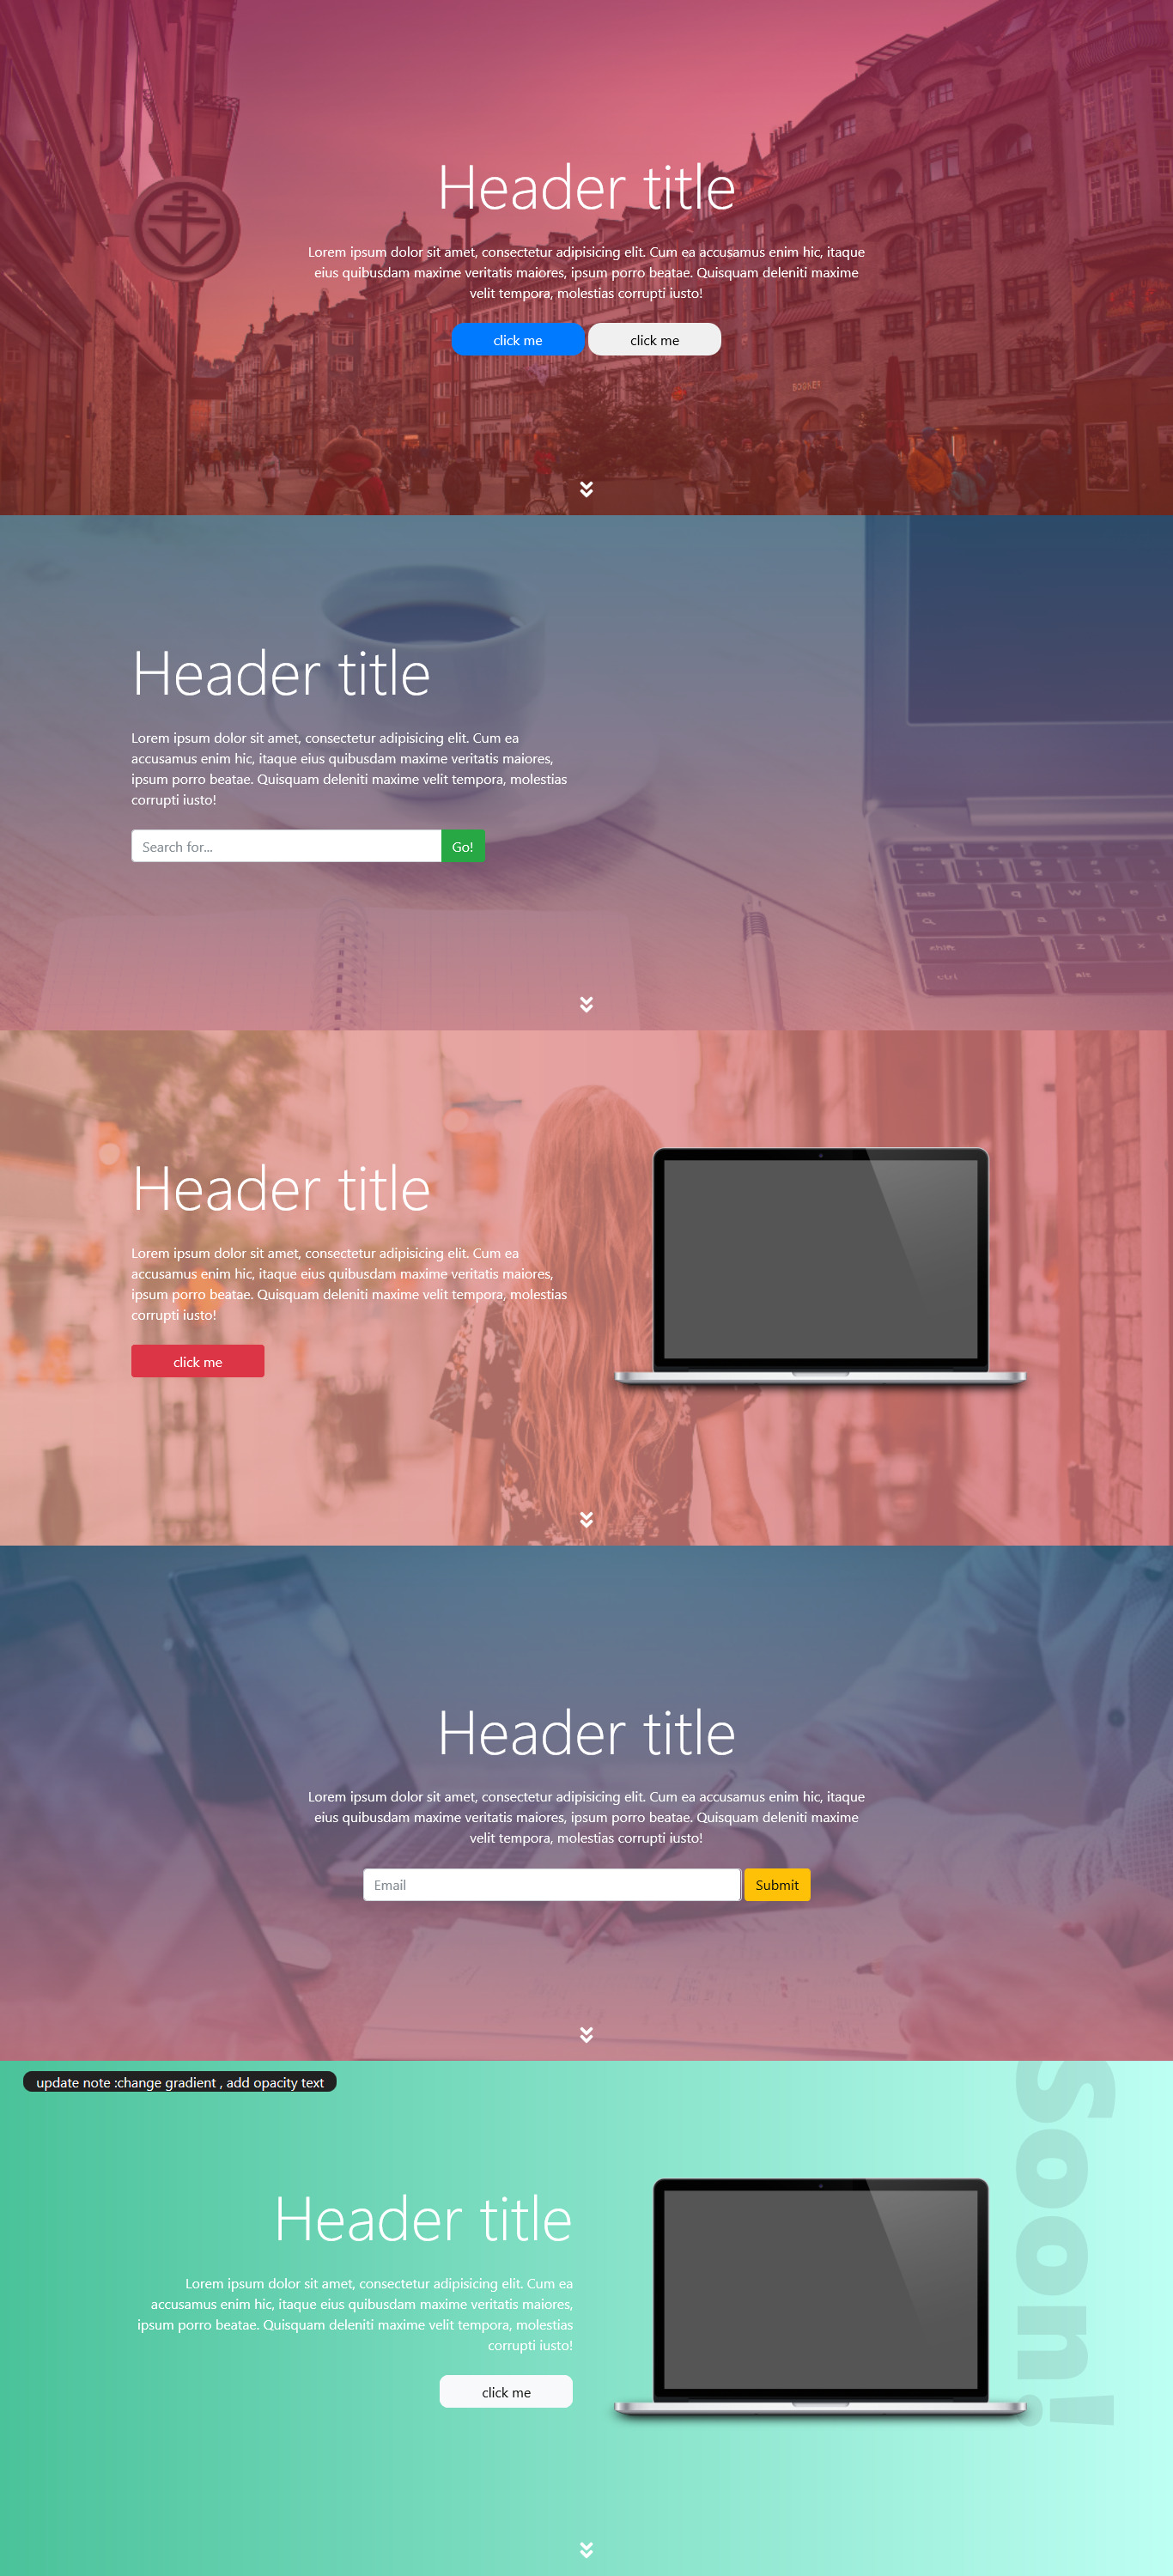 Header title
Lorem ipsum dolor sit amet, consectetur adipisicing elit. Cum ea accusamus enim hic, itaque
eius quibusdam maxime veritatis maiores, ipsum porro beatae. Quisquam deleniti maxime
velit tempora, molestias corrupti iusto!
click me click me
Header title
Lorem ipsum dolor sit amet, consectetur adipisicing elit. Cum ea
accusamus enim hic, itaque eius quibusdam maxime veritatis maiores,
ipsum porro beatae. Quisquam deleniti maxime velit tempora, molestias
corrupti iusto!
Search for... Go!
Header title
Lorem ipsum dolor sit amet, consectetur adipisicing elit. Cum ea
accusamus enim hic, itaque eius quibusdam maxime veritatis maiores,
ipsum porro beatae. Quisquam deleniti maxime velit tempora, molestias
corrupti iusto!
click me
Header title
Lorem ipsum dolor sit amet, consectetur adipisicing elit. Cum ea accusamus enim hic, itaque
eius quibusdam maxime veritatis maiores, ipsum porro beatae. Quisquam deleniti maxime
velit tempora, molestias corrupti iusto!
Email Submit
update note :change gradient , add opacity text
Header title
Lorem ipsum dolor sit amet, consectetur adipisicing elit. Cum ea
accusamus enim hic, itaque eius quibusdam maxime veritatis maiores,
ipsum porro beatae. Quisquam deleniti maxime velit tempora, molestias
corrupti iusto!
click me
soon!